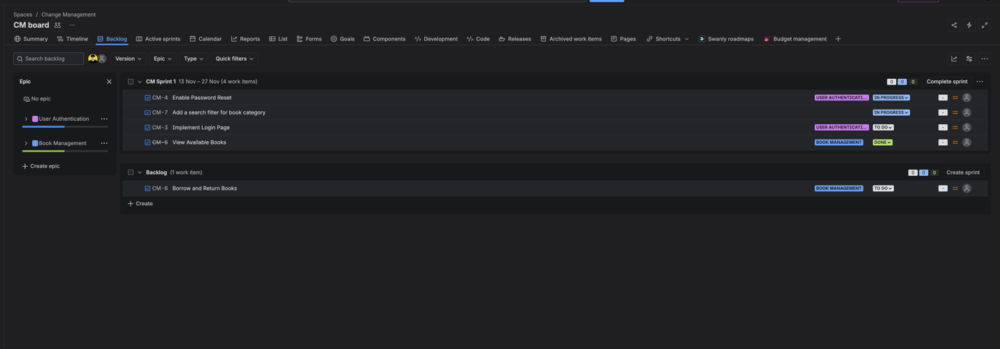 Spaces / Change Management
CM board
Summary Timeline Backlog Active sprints Calendar Reports List Forms Goals Components Development Code Releases Archived work items Pages Shortcuts Swanly roadmaps Budget management
Search backlog Version Epic Type Quick filters
Epic
No epic
User Authentication
Book Management
Create epic
CM Sprint 1 13 Nov – 27 Nov (4 work items) 0 0 0 Complete sprint
CM-4 Enable Password Reset USER AUTHENTICATI... IN PROGRESS -
CM-7 Add a search filter for book category IN PROGRESS -
CM-3 Implement Login Page USER AUTHENTICATI... TO DO -
CM-5 View Available Books BOOK MANAGEMENT DONE -
Backlog (1 work item) 0 0 0 Create sprint
CM-6 Borrow and Return Books BOOK MANAGEMENT TO DO -
Create